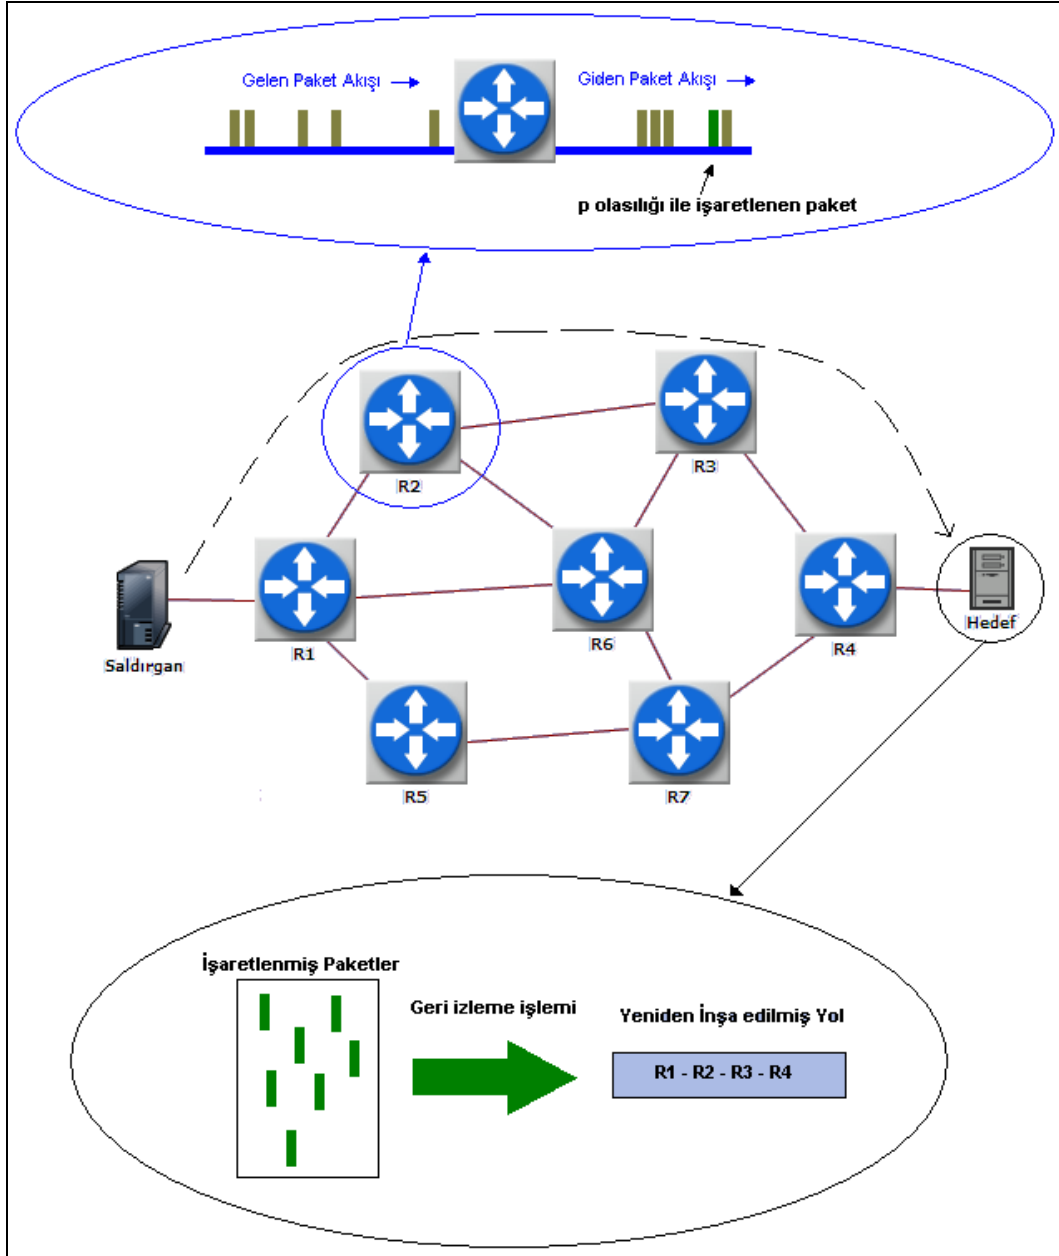 Gelen Paket Akışı
Giden Paket Akışı
p olasılığı ile işaretlenen paket
R2
R3
Saldırgan
R1
R6
R4
Hedef
R5
R7
İşaretlenmiş Paketler
Geri izleme işlemi
Yeniden İnşa edilmiş Yol
R1 - R2 - R3 - R4